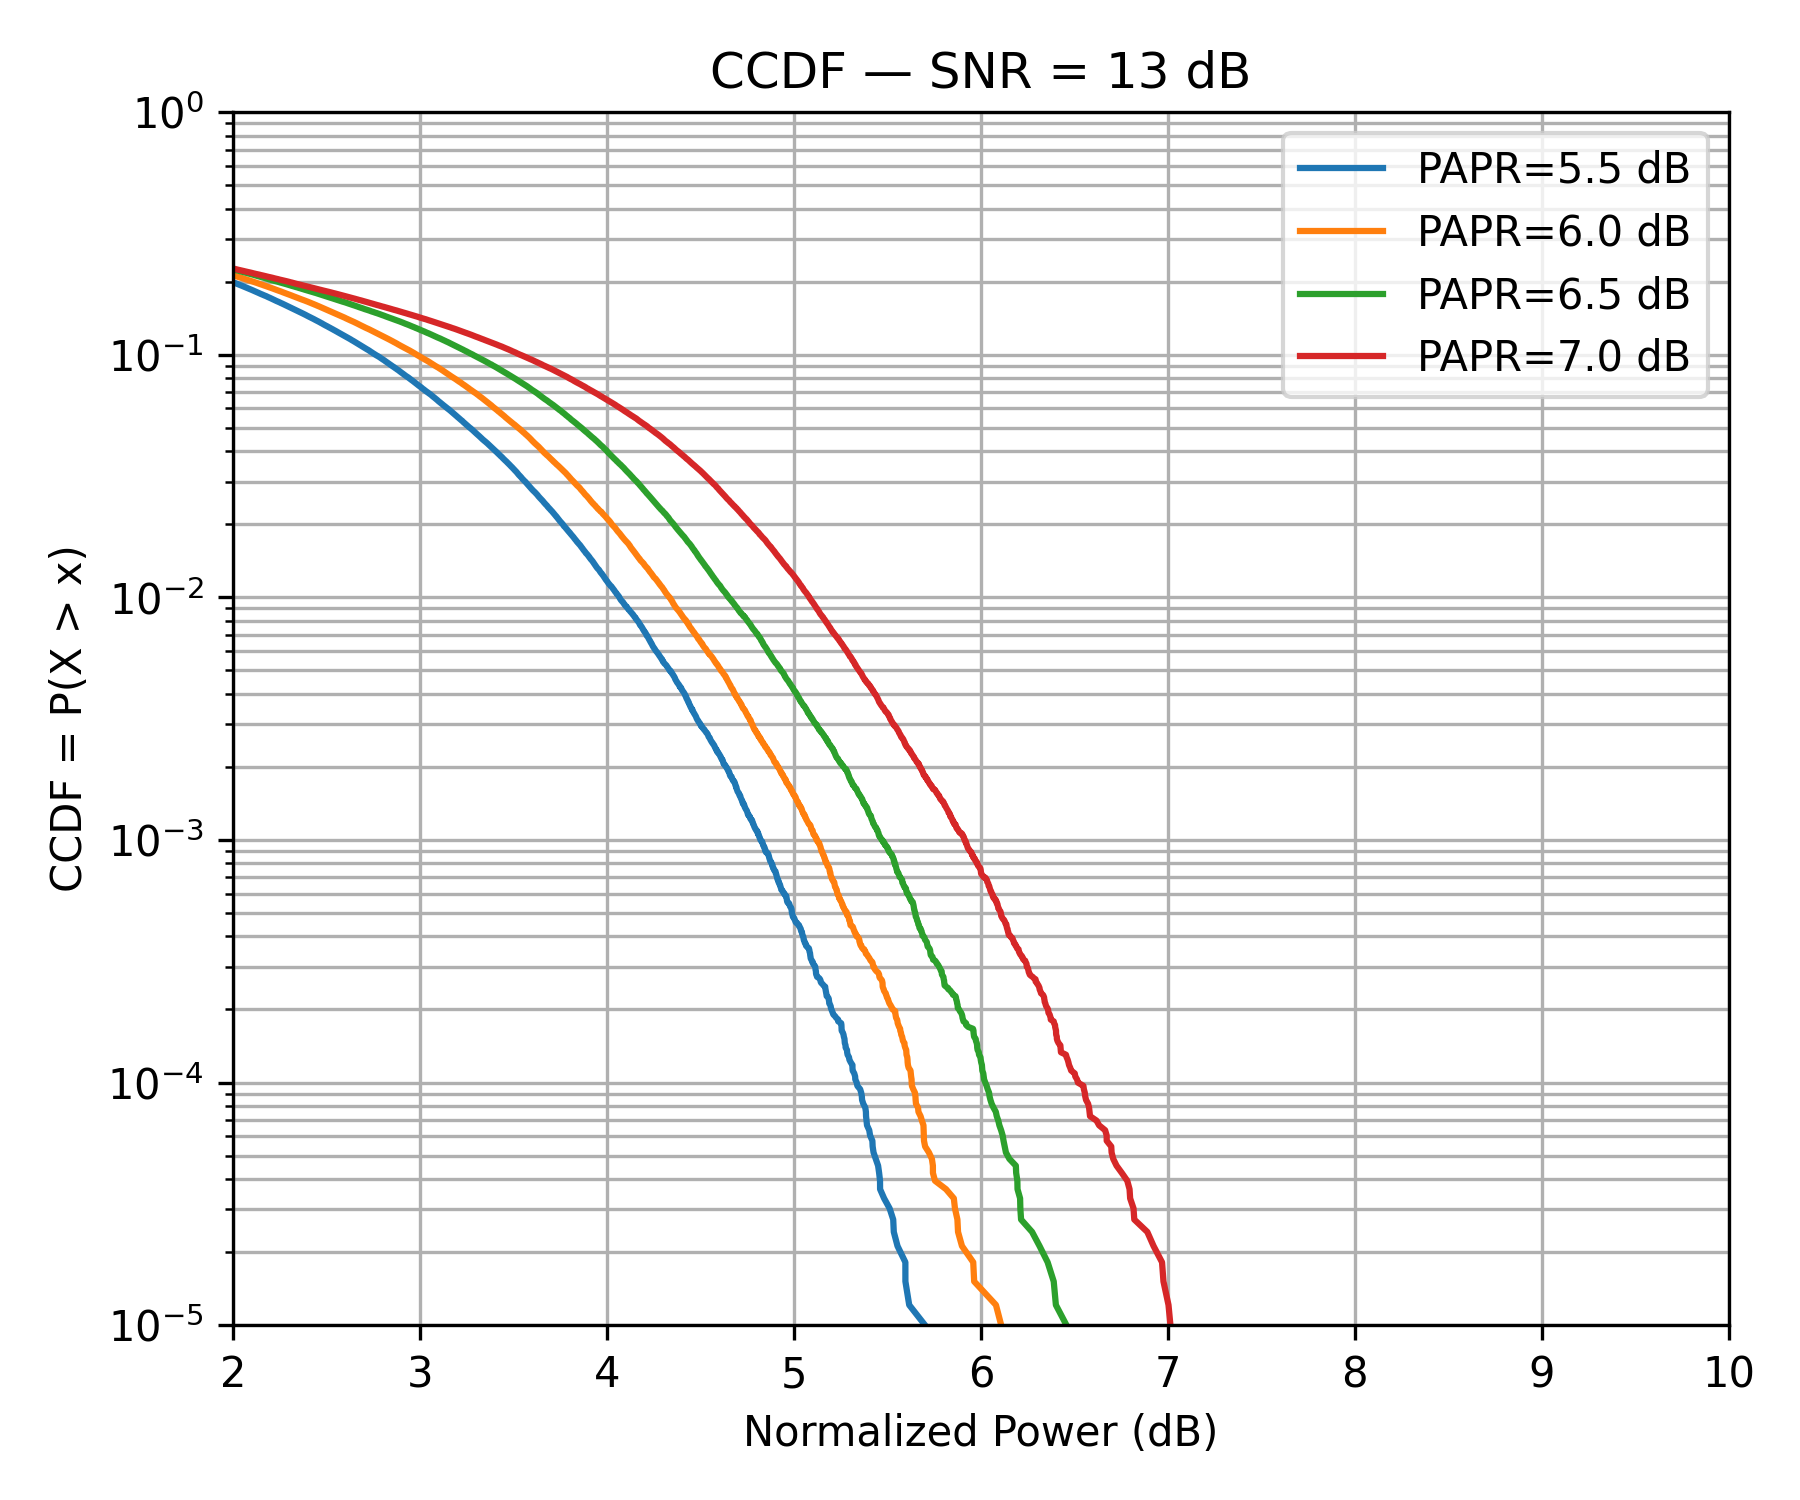 CCDF — SNR = 13 dB
10⁰
10⁻¹
10⁻²
10⁻³
10⁻⁴
10⁻⁵
CCDF = P(X > x)
PAPR=5.5 dB
PAPR=6.0 dB
PAPR=6.5 dB
PAPR=7.0 dB
2 3 4 5 6 7 8 9 10
Normalized Power (dB)